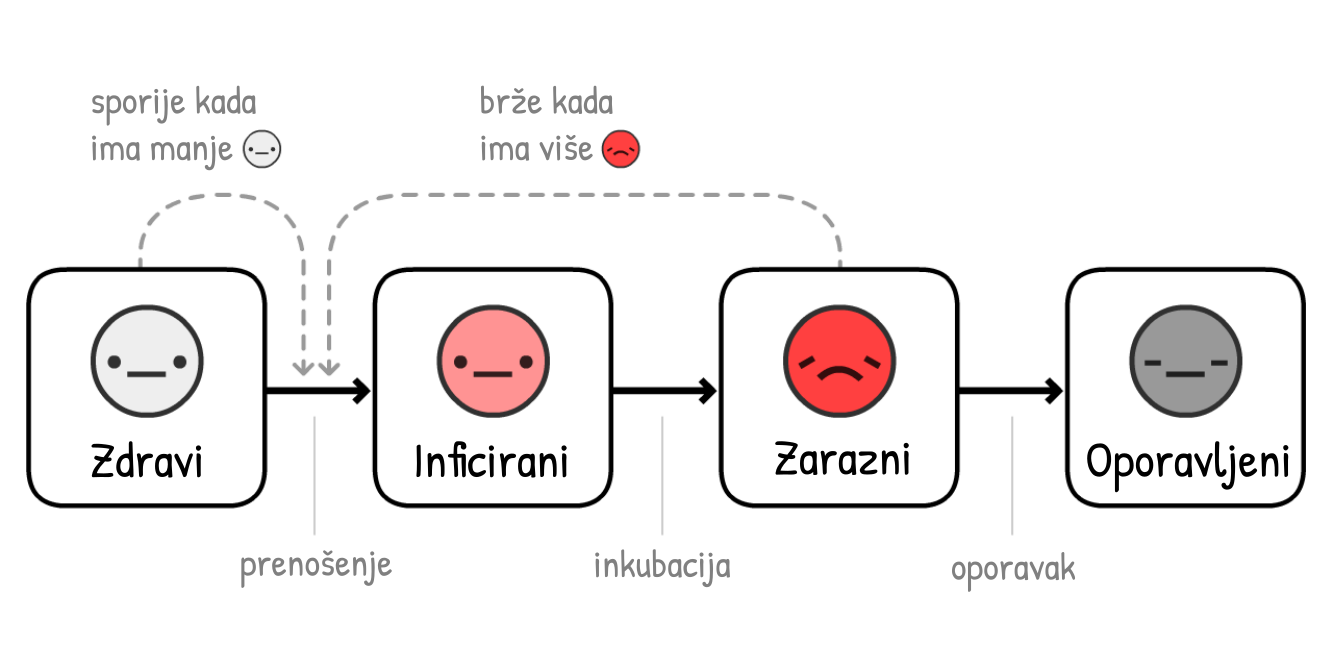 sporije kada
ima manje
brže kada
ima više
Zdravi
Inficirani
Zarazni
Oporavljeni
prenošenje
inkubacija
oporavak